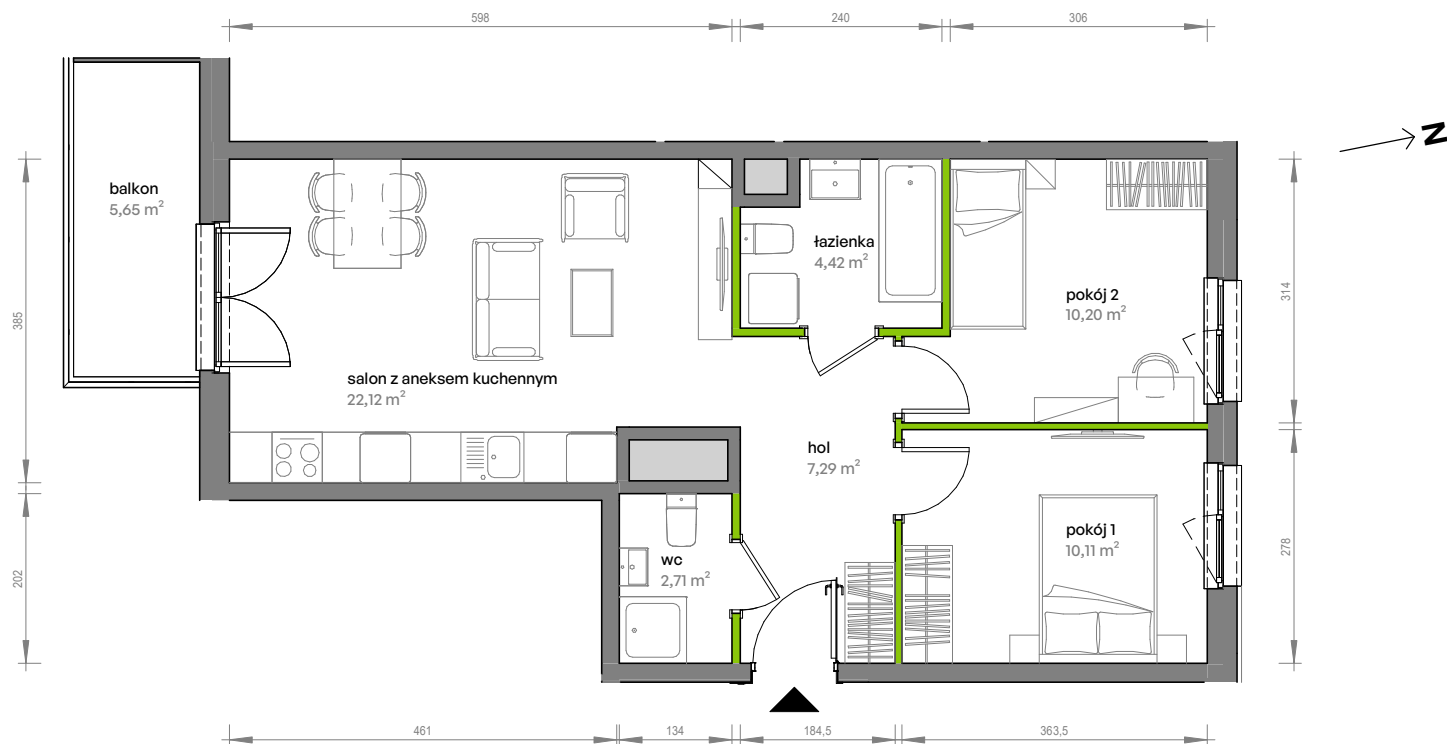 598
240
306
N
balkon
5,65 m²
łazienka
4,42 m²
pokój 2
10,20 m²
385
314
salon z aneksem kuchennym
22,12 m²
hol
7,29 m²
pokój 1
10,11 m²
wc
2,71 m²
202
278
461
134
184,5
363,5